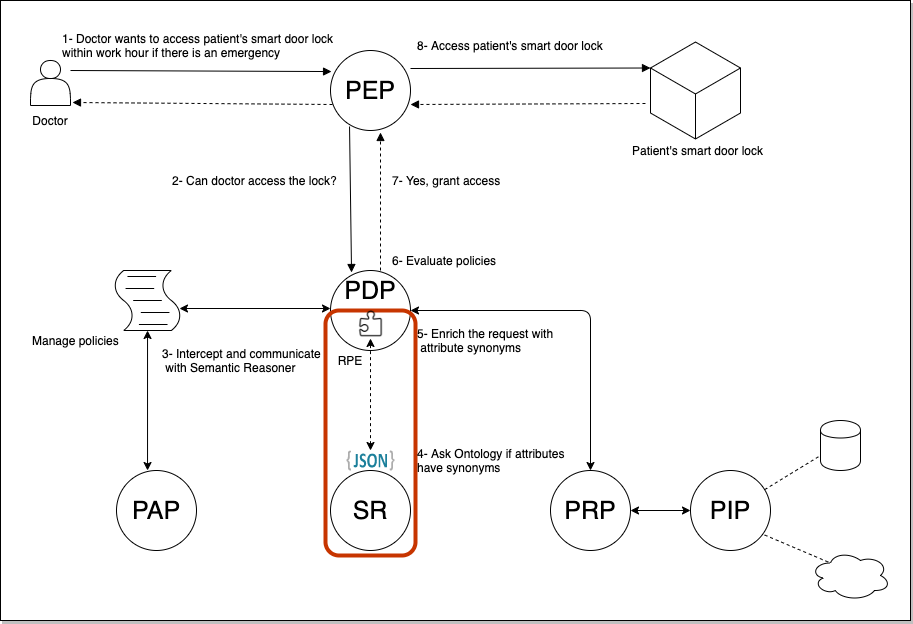 1- Doctor wants to access patient's smart door lock
within work hour if there is an emergency
8- Access patient's smart door lock
PEP
Doctor
Patient's smart door lock
2- Can doctor access the lock?
7- Yes, grant access
6- Evaluate policies
PDP
Manage policies
3- Intercept and communicate
with Semantic Reasoner
RPE
5- Enrich the request with
attribute synonyms
4- Ask Ontology if attributes
have synonyms
{JSON}
PAP
SR
PRP
PIP